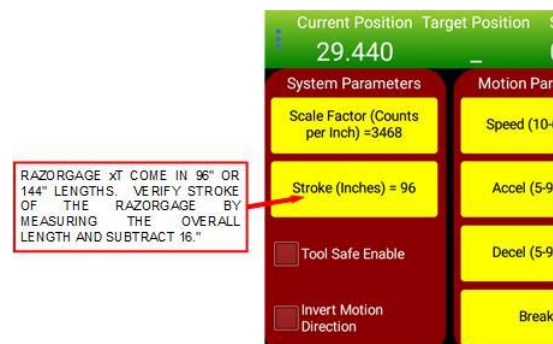 Current Position Target Position
29.440 _
System Parameters
Motion Par
Scale Factor (Counts
per Inch) =3468
Speed (10-
RAZORGAGE xT COME IN 96" OR
144" LENGTHS. VERIFY STROKE
OF THE RAZORGAGE BY
MEASURING THE OVERALL
LENGTH AND SUBTRACT 16."
Stroke (Inches) = 96
Accel (5-9
Tool Safe Enable
Decel (5-9
Invert Motion
Direction
Break